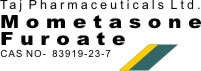 Taj Pharmaceuticals Ltd.
Mometasone
Furoate
CAS NO- 83919-23-7